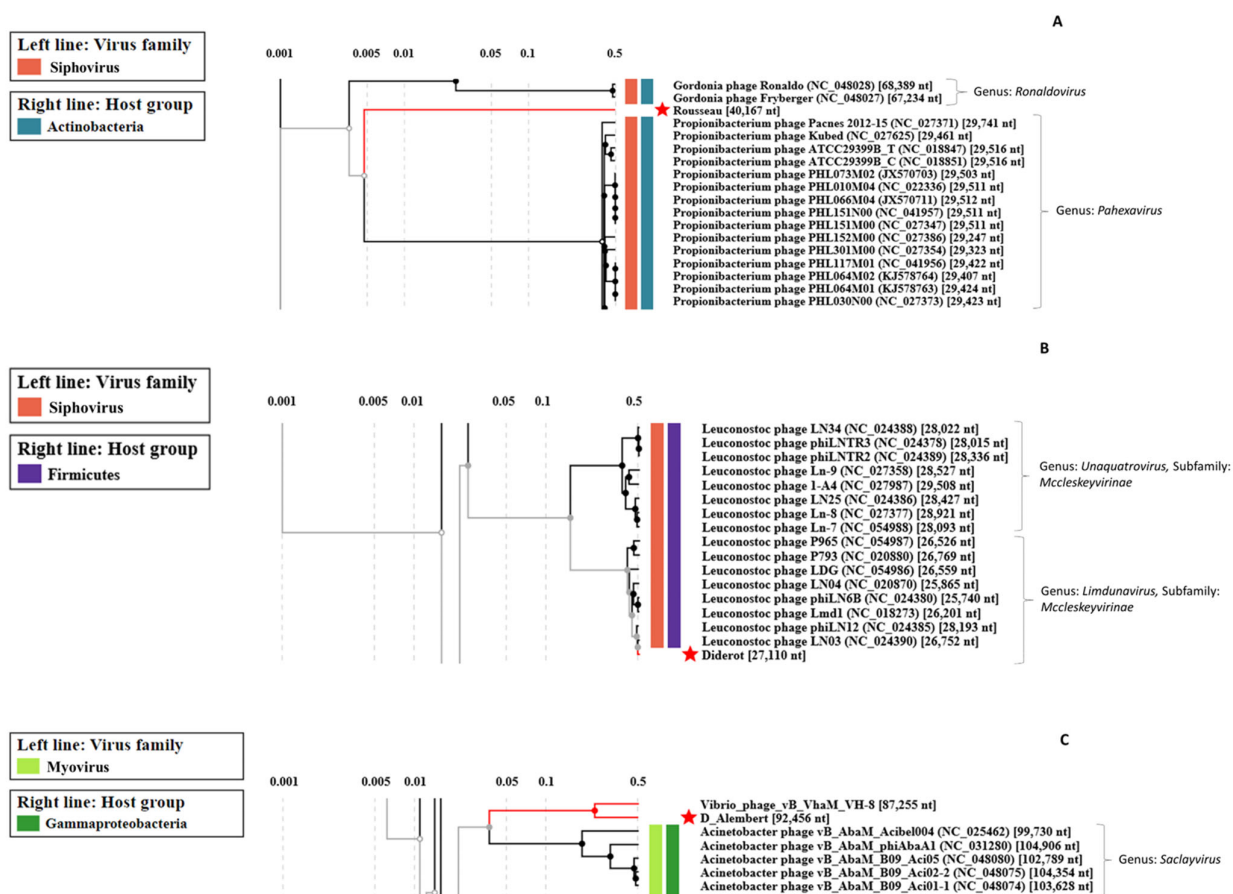 A
Left line: Virus family
Siphovirus
Right line: Host group
Actinobacteria
0.001 0.005 0.01 0.05 0.1 0.5
Gordonia phage Ronaldo (NC_048028) [68,389 nt]
Gordonia phage Fryberger (NC_048027) [67,234 nt]
Genus: Ronaldovirus
Rousseau [40,167 nt]
Propionibacterium phage Pacnes 2012-15 (NC_027371) [29,741 nt]
Propionibacterium phage Kubed (NC_027625) [29,461 nt]
Propionibacterium phage ATCC29399B_T (NC_018847) [29,516 nt]
Propionibacterium phage ATCC29399B_C (NC_018851) [29,516 nt]
Propionibacterium phage PHL073M02 (JX570703) [29,503 nt]
Propionibacterium phage PHL010M04 (NC_022336) [29,511 nt]
Propionibacterium phage PHL066M04 (JX570711) [29,512 nt]
Propionibacterium phage PHL151N00 (NC_041957) [29,511 nt]
Propionibacterium phage PHL151M00 (NC_027347) [29,511 nt]
Propionibacterium phage PHL152M00 (NC_027386) [29,247 nt]
Propionibacterium phage PHL301M00 (NC_027354) [29,323 nt]
Propionibacterium phage PHL117M01 (NC_041956) [29,422 nt]
Propionibacterium phage PHL064M02 (KJ578764) [29,407 nt]
Propionibacterium phage PHL064M01 (KJ578763) [29,424 nt]
Propionibacterium phage PHL030N00 (NC_027373) [29,423 nt]
Genus: Pahexavirus
B
Left line: Virus family
Siphovirus
Right line: Host group
Firmicutes
0.001 0.005 0.01 0.05 0.1 0.5
Leuconostoc phage LN34 (NC_024388) [28,022 nt]
Leuconostoc phage phiLNTR3 (NC_024378) [28,015 nt]
Leuconostoc phage phiLNTR2 (NC_024389) [28,336 nt]
Leuconostoc phage Ln-9 (NC_027358) [28,527 nt]
Leuconostoc phage 1-A4 (NC_027987) [29,508 nt]
Leuconostoc phage LN25 (NC_024386) [28,427 nt]
Leuconostoc phage Ln-8 (NC_027377) [28,921 nt]
Leuconostoc phage Ln-7 (NC_054988) [28,093 nt]
Genus: Unaquatrovirus, Subfamily:
Mccleskeyvirinae
Leuconostoc phage P965 (NC_054987) [26,526 nt]
Leuconostoc phage P793 (NC_020880) [26,769 nt]
Leuconostoc phage LDG (NC_054986) [26,559 nt]
Leuconostoc phage LN04 (NC_020870) [25,865 nt]
Leuconostoc phage phiLN6B (NC_024380) [25,740 nt]
Leuconostoc phage Lmd1 (NC_018273) [26,201 nt]
Leuconostoc phage phiLN12 (NC_024385) [28,193 nt]
Leuconostoc phage LN03 (NC_024390) [26,752 nt]
Diderot [27,110 nt]
Genus: Limdunavirus, Subfamily:
Mccleskeyvirinae
C
Left line: Virus family
Myovirus
Right line: Host group
Gammaproteobacteria
0.001 0.005 0.01 0.05 0.1 0.5
Vibrio_phage_vB_VhaM_VH-8 [87,255 nt]
D_Alembert [92,456 nt]
Acinetobacter phage vB_AbaM_Acibel004 (NC_025462) [99,730 nt]
Acinetobacter phage vB_AbaM_phiAbaA1 (NC_031280) [104,906 nt]
Acinetobacter phage vB_AbaM_B09_Aci05 (NC_048080) [102,789 nt]
Acinetobacter phage vB_AbaM_B09_Aci02-2 (NC_048075) [104,354 nt]
Acinetobacter phage vB_AbaM_B09_Aci01-1 (NC_048074) [103,628 nt]
Genus: Saclayvirus